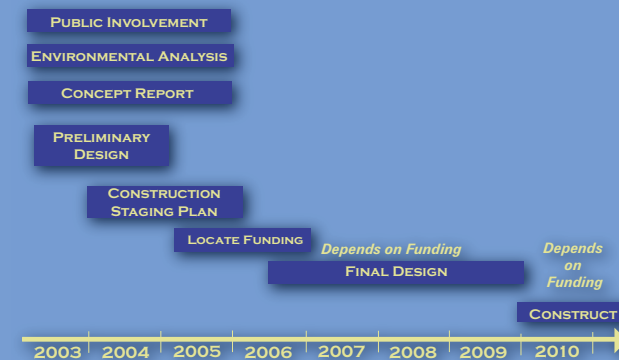 PUBLIC INVOLVEMENT
ENVIRONMENTAL ANALYSIS
CONCEPT REPORT
PRELIMINARY
DESIGN
CONSTRUCTION
STAGING PLAN
LOCATE FUNDING
Depends on Funding
FINAL DESIGN
Depends
on
Funding
CONSTRUCT
2003 2004 2005 2006 2007 2008 2009 2010